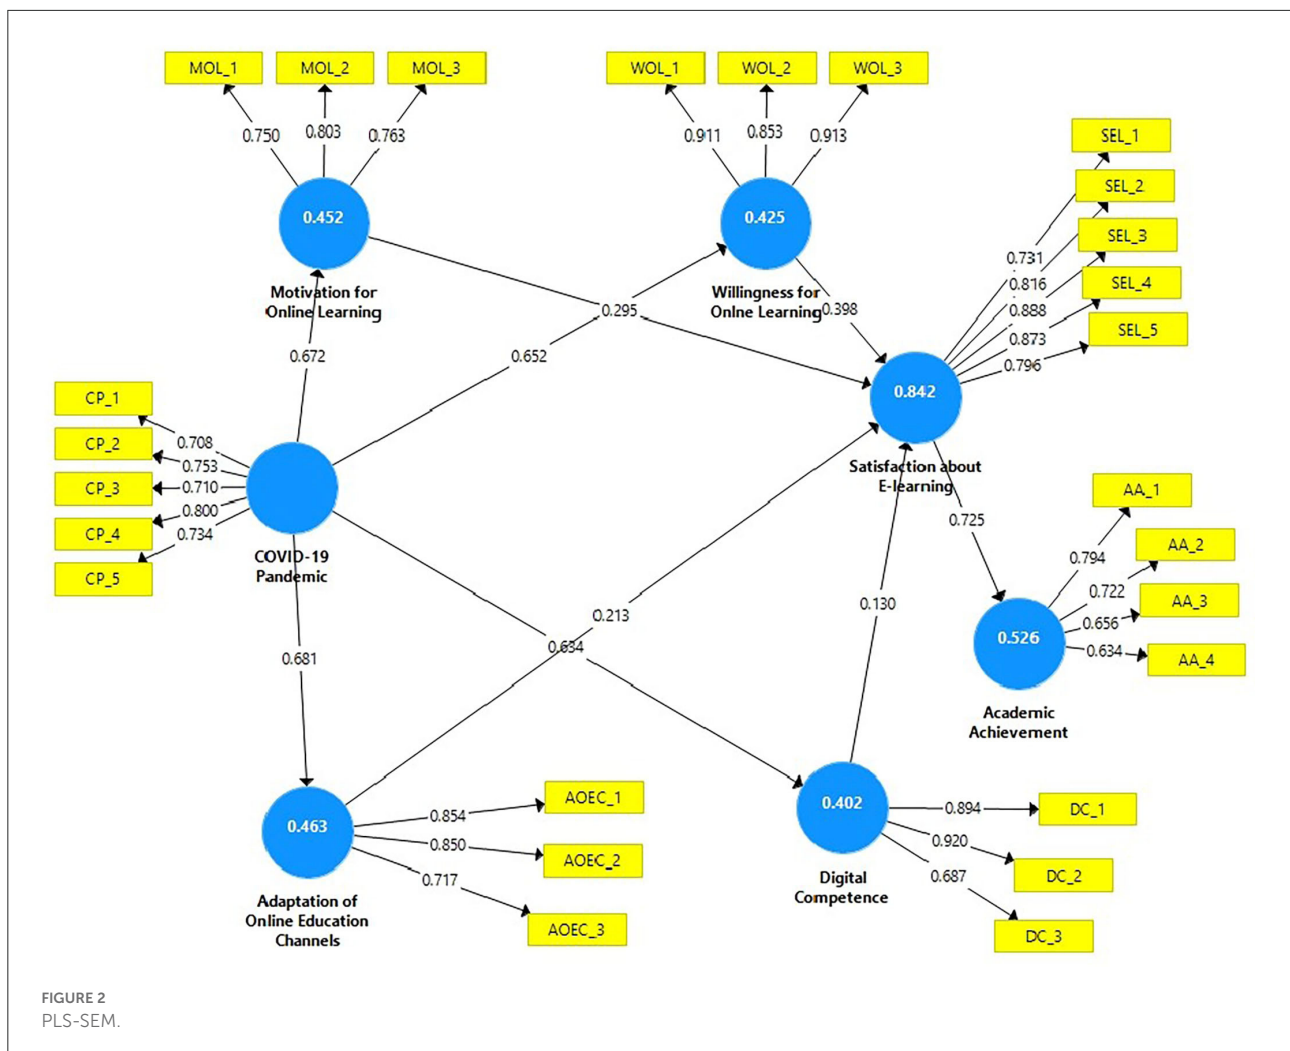 MOL_1
MOL_2
MOL_3
WOL_1
WOL_2
WOL_3
0.750
0.803
0.763
0.911
0.853
0.913
SEL_1
SEL_2
SEL_3
SEL_4
SEL_5
0.731
0.816
0.888
0.873
0.796
0.452
Motivation for
Online Learning
0.425
Willingness for
Onlne Learning
0.295
0.398
0.672
0.652
0.842
Satisfaction about
E-learning
CP_1
CP_2
CP_3
CP_4
CP_5
0.708
0.753
0.710
0.800
0.734
COVID-19
Pandemic
0.725
AA_1
AA_2
AA_3
AA_4
0.794
0.722
0.656
0.634
0.526
Academic
Achievement
0.213
0.130
0.634
0.681
0.463
Adaptation of
Online Education
Channels
0.854
0.850
0.717
AOEC_1
AOEC_2
AOEC_3
0.402
Digital
Competence
0.894
0.920
0.687
DC_1
DC_2
DC_3
FIGURE 2
PLS-SEM.